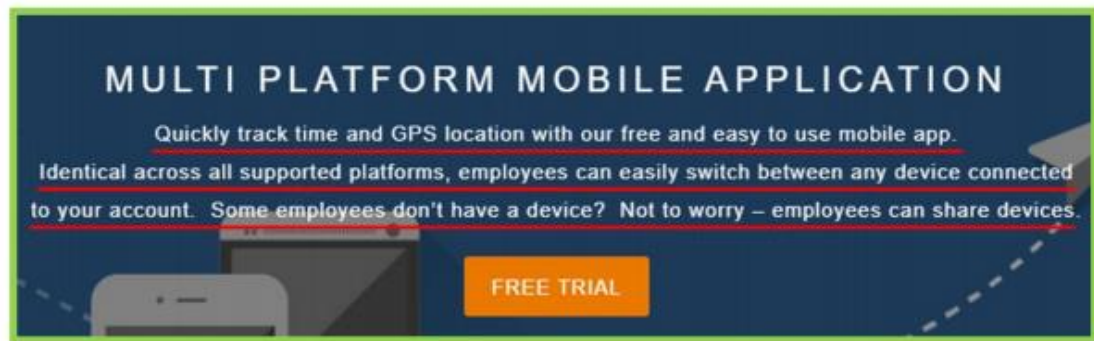 MULTI PLATFORM MOBILE APPLICATION
Quickly track time and GPS location with our free and easy to use mobile app.
Identical across all supported platforms, employees can easily switch between any device connected
to your account.  Some employees don't have a device?  Not to worry – employees can share devices.
FREE TRIAL